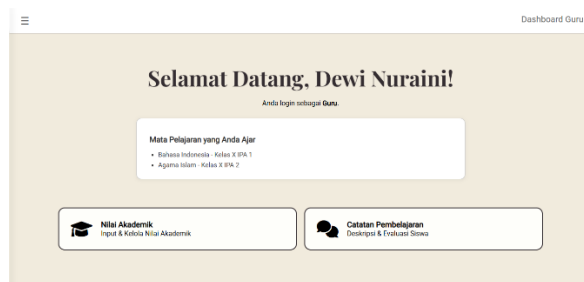 Dashboard Guru
Selamat Datang, Dewi Nuraini!
Anda login sebagai Guru.
Mata Pelajaran yang Anda Ajar
Bahasa Indonesia - Kelas X IPA 1
Agama Islam - Kelas X IPA 2
Nilai Akademik
Input & Kelola Nilai Akademik
Catatan Pembelajaran
Deskripsi & Evaluasi Siswa